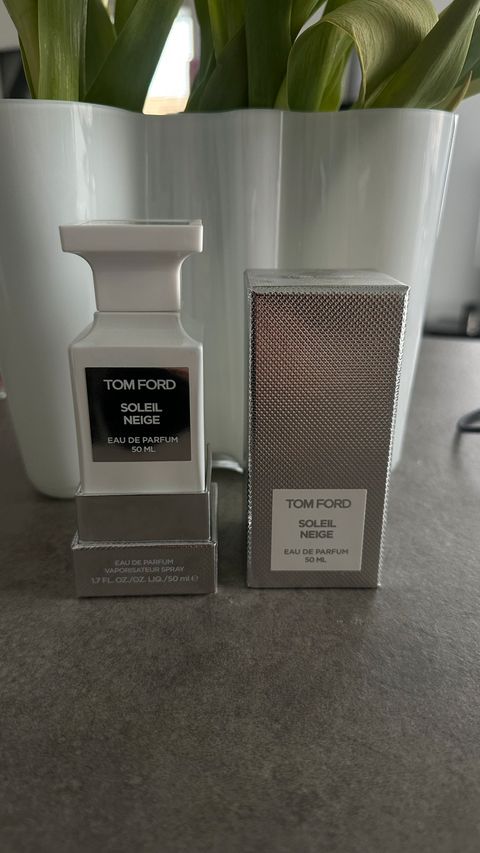 TOM FORD
SOLEIL
NEIGE
EAU DE PARFUM
50 ML
EAU DE PARFUM
VAPORISATEUR SPRAY
1.7 FL. OZ./OZ. LIQ./50 ml ℮
TOM FORD
SOLEIL
NEIGE
EAU DE PARFUM
50 ML